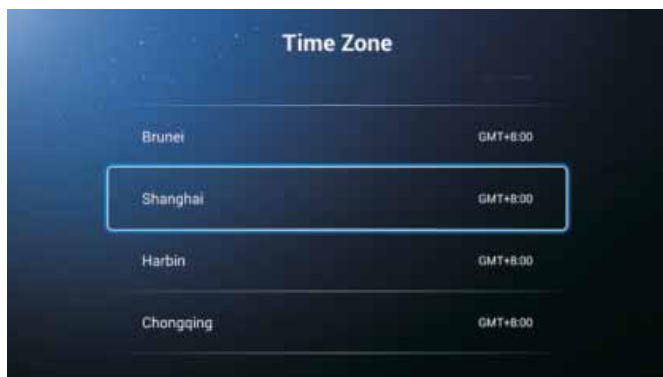 Time Zone
Brunei GMT+8:00
Shanghai GMT+8:00
Harbin GMT+8:00
Chongqing GMT+8:00